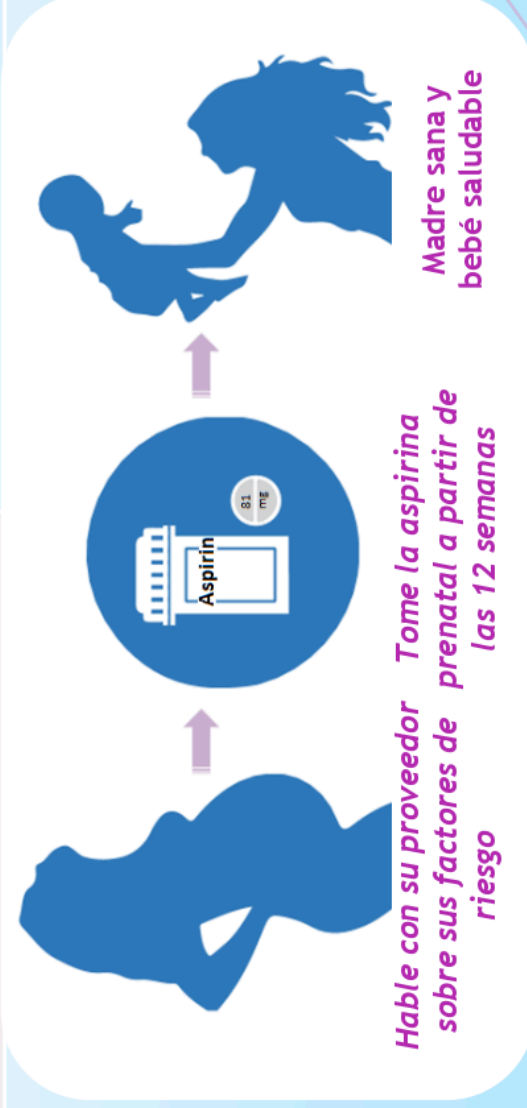 Aspirin
81
mg
Hable con su proveedor
sobre sus factores de
riesgo
Tome la aspirina
prenatal a partir de
las 12 semanas
Madre sana y
bebé saludable